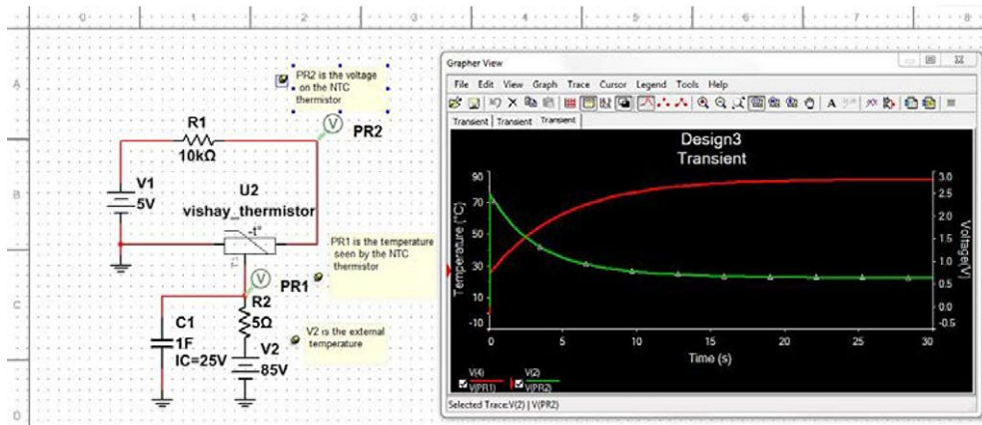 0 1 2 3 4 5 6 7 8
A
B
C
D
PR2 is the voltage
on the NTC
thermistor
V
PR2
R1
10kΩ
V1
5V
U2
vishay_thermistor
-t°
PR1 is the temperature
seen by the NTC
thermistor
V
PR1
R2
5Ω
C1
1F
IC=25V
V2
85V
V2 is the external
temperature
Grapher View
File Edit View Graph Trace Cursor Legend Tools Help
Transient Transient Transient
Design3
Transient
Temperature (°C)
90
70
50
30
10
-10
Voltage(V)
3.0
2.5
2.0
1.5
1.0
0.5
0.0
-0.5
0 5 10 15 20 25 30
Time (s)
V(4) V(2)
V(PR1) V(PR2)
Selected Trace:V(2) | V(PR2)